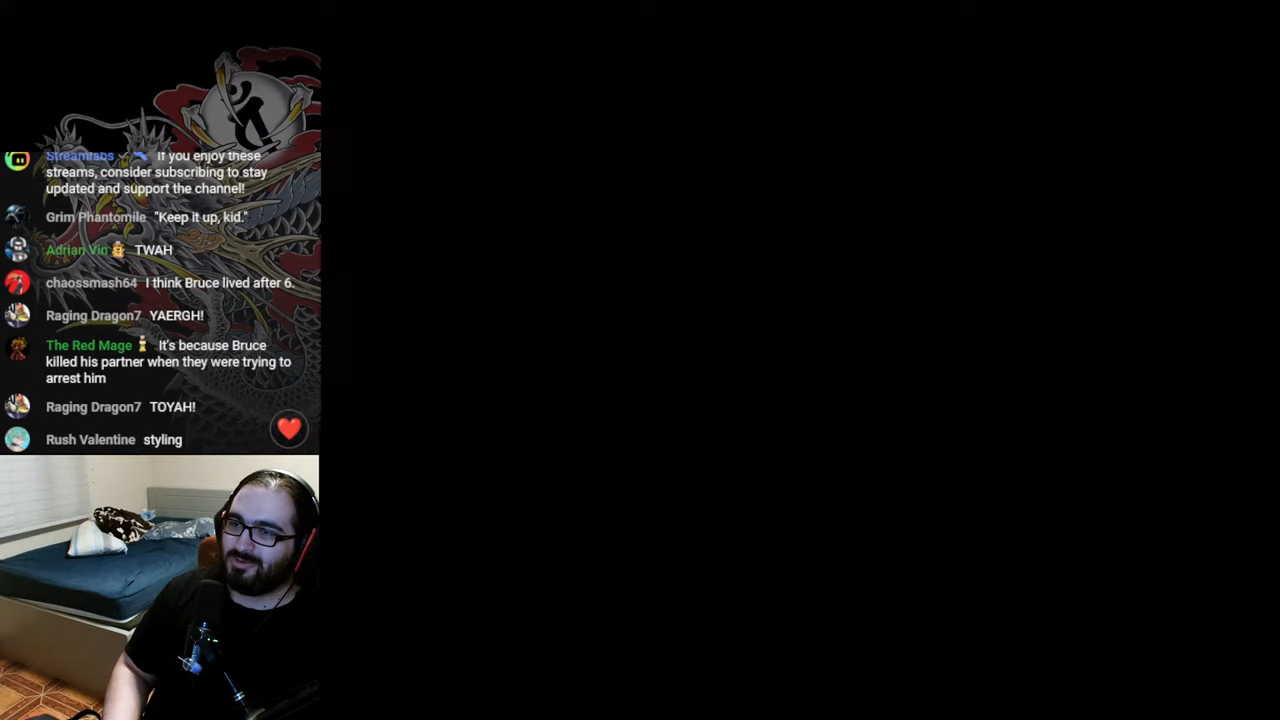 Streamlabs If you enjoy these
streams, consider subscribing to stay
updated and support the channel!
Grim Phantomile "Keep it up, kid."
Adrian Vin TWAH
chaossmash64 I think Bruce lived after 6.
Raging Dragon7 YAERGH!
The Red Mage It's because Bruce
killed his partner when they were trying to
arrest him
Raging Dragon7 TOYAH!
Rush Valentine styling